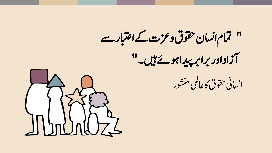 " تمام انسان حقوق و عزت کے اعتبار سے
آزاد اور برابر پیدا ہوئے ہیں۔ "
انسانی حقوق کا عالمی منشور